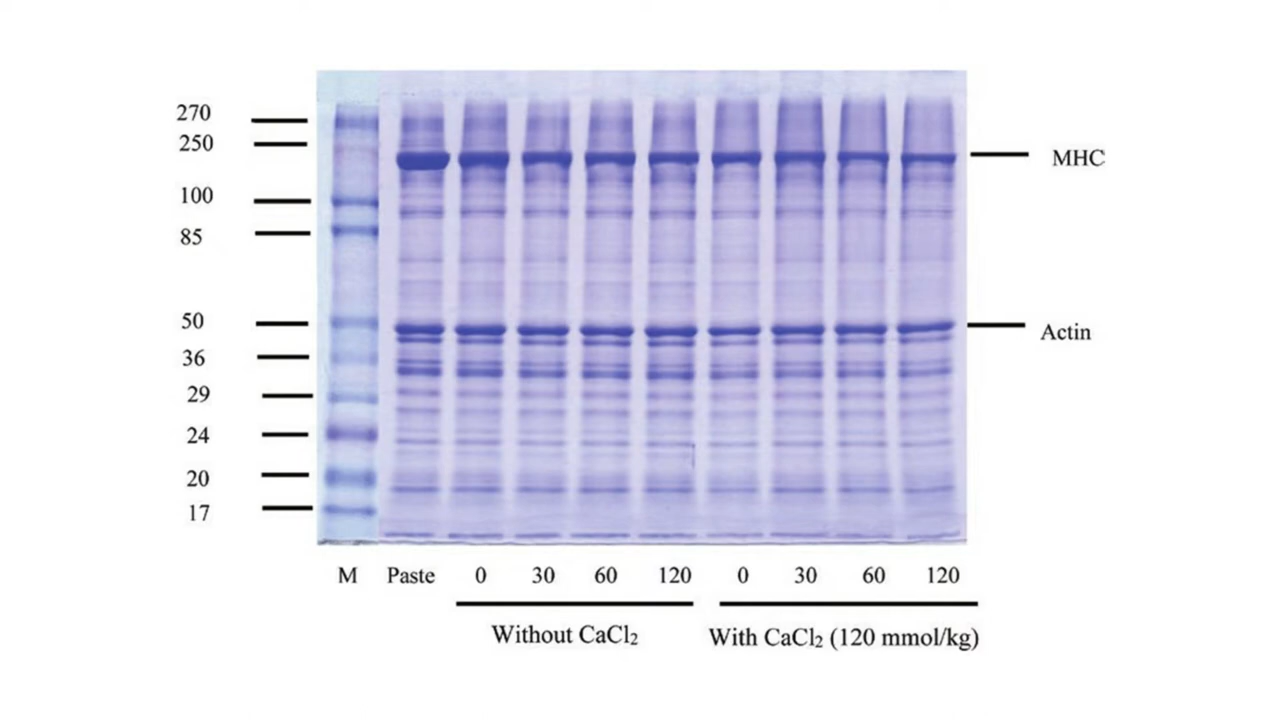 270
250
MHC
100
85
50
Actin
36
29
24
20
17
M Paste 0 30 60 120 0 30 60 120
Without CaCl₂ With CaCl₂ (120 mmol/kg)